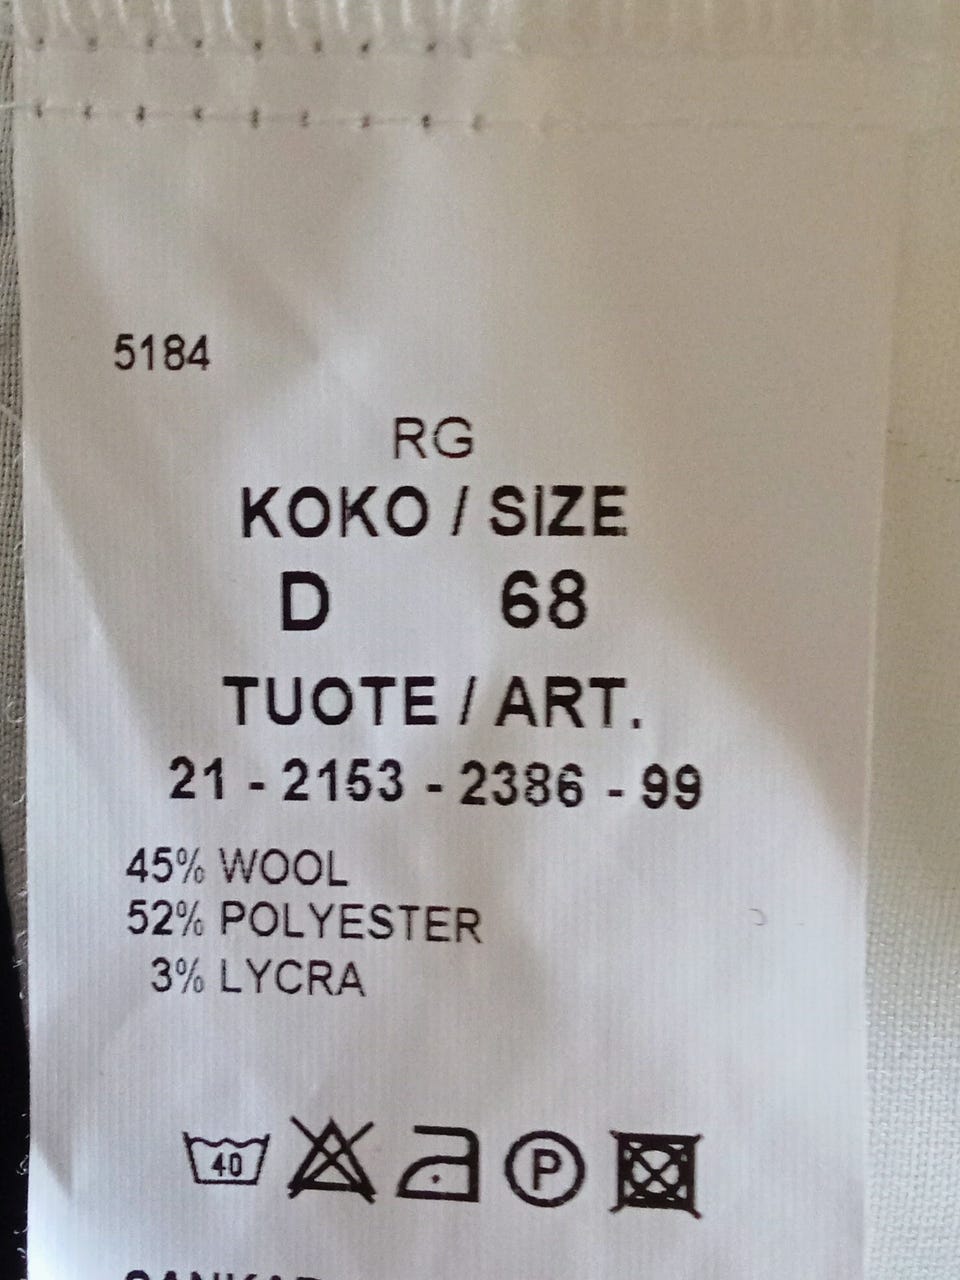 5184
RG
KOKO / SIZE
D 68
TUOTE / ART.
21 - 2153 - 2386 - 99
45% WOOL
52% POLYESTER
3% LYCRA
40 P